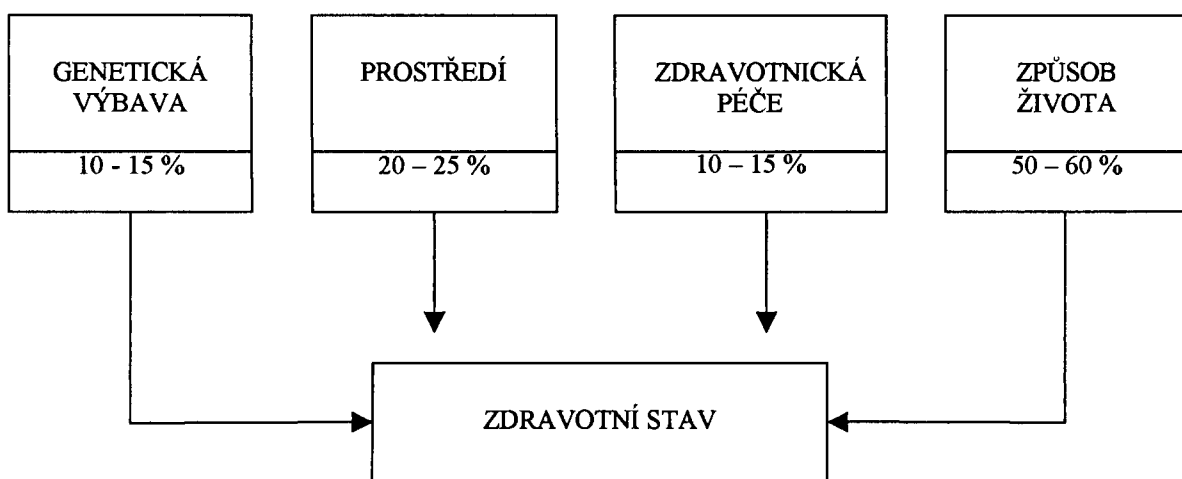 GENETICKÁ
VÝBAVA
10 - 15 %
PROSTŘEDÍ
20 – 25 %
ZDRAVOTNICKÁ
PÉČE
10 – 15 %
ZPŮSOB
ŽIVOTA
50 – 60 %
ZDRAVOTNÍ STAV